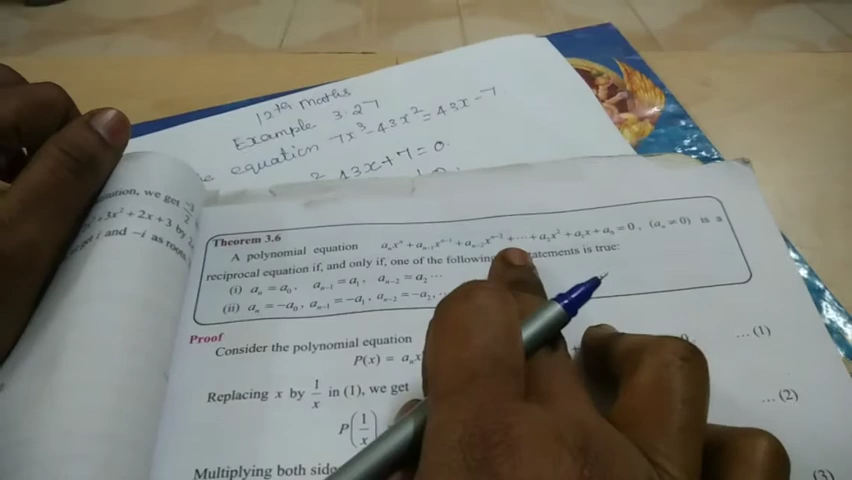 12th Maths
Example 3.27
equation 7x³-43x² = 43x-7
43x+7=0
we get
+3x²+2x+3 by
i and -i as roots
Theorem 3.6
A polynomial equation aₙxⁿ + aₙ₋₁xⁿ⁻¹ + aₙ₋₂xⁿ⁻² + ⋯ + a₂x² + a₁x + a₀ = 0, (aₙ ≠ 0) is a
reciprocal equation if, and only if, one of the following statements is true:
(i) aₙ = a₀, aₙ₋₁ = a₁, aₙ₋₂ = a₂ ⋯
(ii) aₙ = -a₀, aₙ₋₁ = -a₁, aₙ₋₂ = -a₂,
Proof
Consider the polynomial equation
P(x) = aₙx ...(1)
Replacing x by 1/x in (1), we get
P(1/x) ...(2)
Multiplying both side
(3)